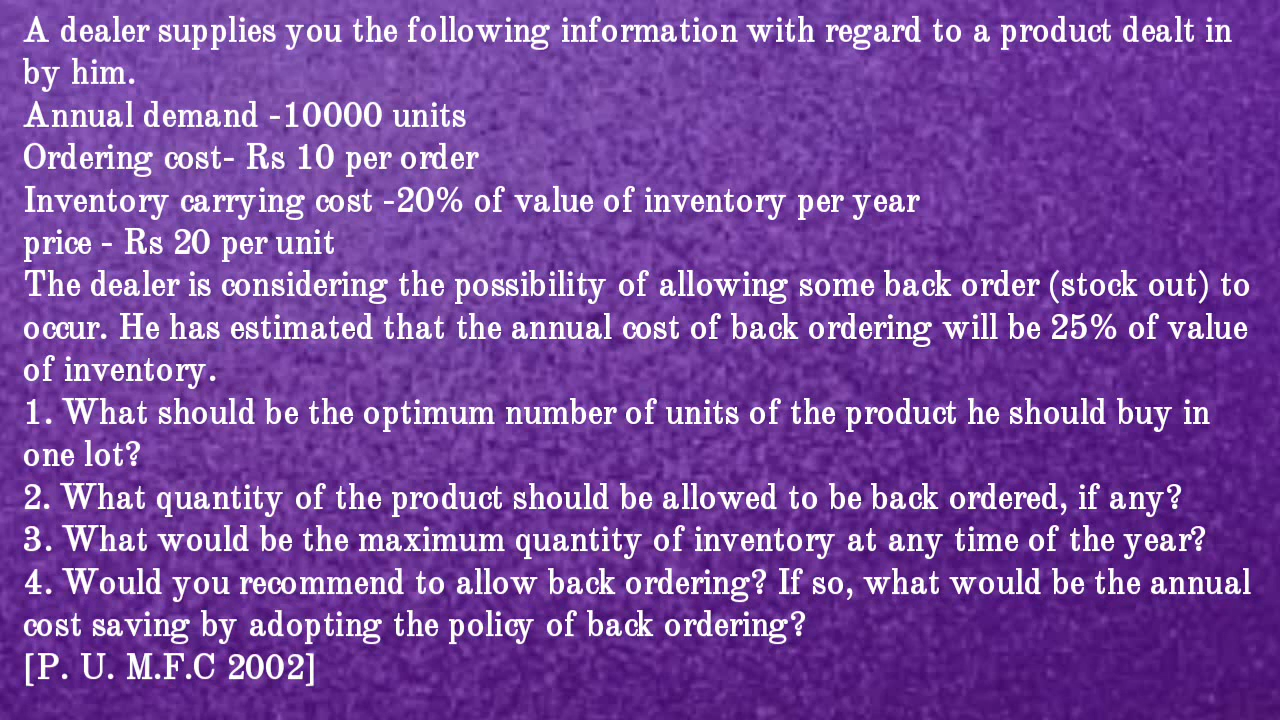 A dealer supplies you the following information with regard to a product dealt in
by him.
Annual demand -10000 units
Ordering cost- Rs 10 per order
Inventory carrying cost -20% of value of inventory per year
price - Rs 20 per unit
The dealer is considering the possibility of allowing some back order (stock out) to
occur. He has estimated that the annual cost of back ordering will be 25% of value
of inventory.
1. What should be the optimum number of units of the product he should buy in
one lot?
2. What quantity of the product should be allowed to be back ordered, if any?
3. What would be the maximum quantity of inventory at any time of the year?
4. Would you recommend to allow back ordering? If so, what would be the annual
cost saving by adopting the policy of back ordering?
[P. U. M.F.C 2002]